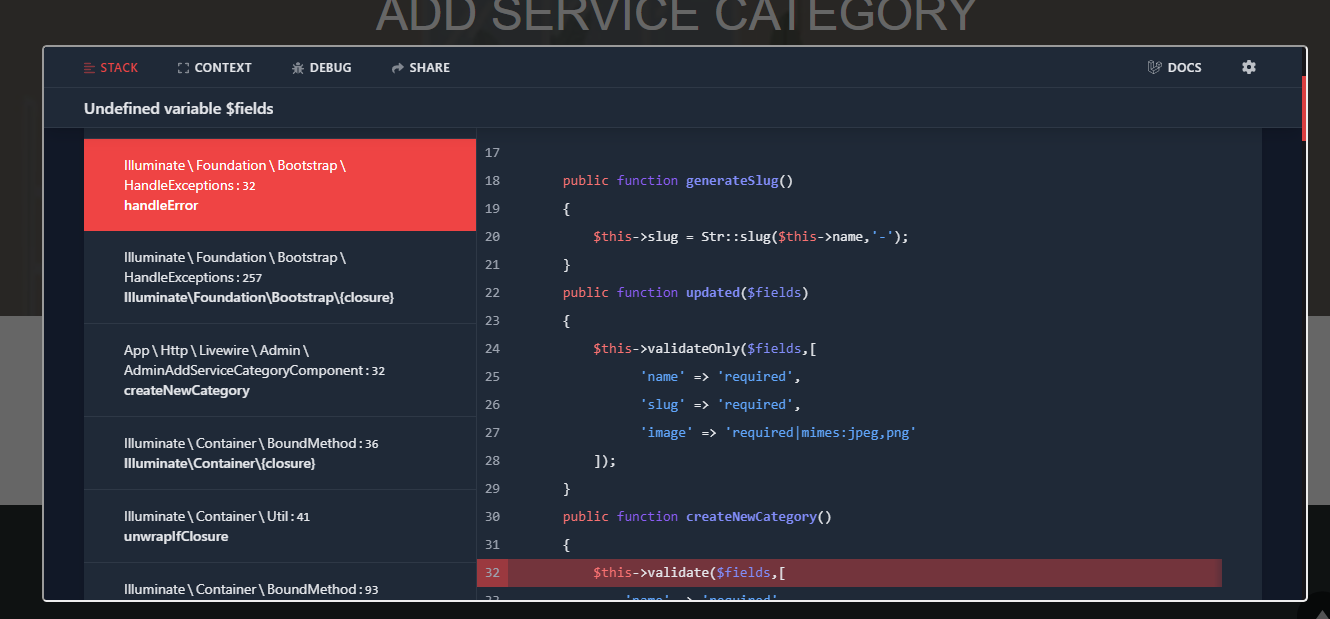 ADD SERVICE CATEGORY
STACK CONTEXT DEBUG SHARE DOCS
Undefined variable $fields
Illuminate \ Foundation \ Bootstrap \
HandleExceptions : 32
handleError
Illuminate \ Foundation \ Bootstrap \
HandleExceptions : 257
Illuminate\Foundation\Bootstrap\{closure}
App \ Http \ Livewire \ Admin \
AdminAddServiceCategoryComponent : 32
createNewCategory
Illuminate \ Container \ BoundMethod : 36
Illuminate\Container\{closure}
Illuminate \ Container \ Util : 41
unwrapIfClosure
Illuminate \ Container \ BoundMethod : 93
17
18 public function generateSlug()
19 {
20 $this->slug = Str::slug($this->name,'-');
21 }
22 public function updated($fields)
23 {
24 $this->validateOnly($fields,[
25 'name' => 'required',
26 'slug' => 'required',
27 'image' => 'required|mimes:jpeg,png'
28 ]);
29 }
30 public function createNewCategory()
31 {
32 $this->validate($fields,[
33 'name' => 'required'